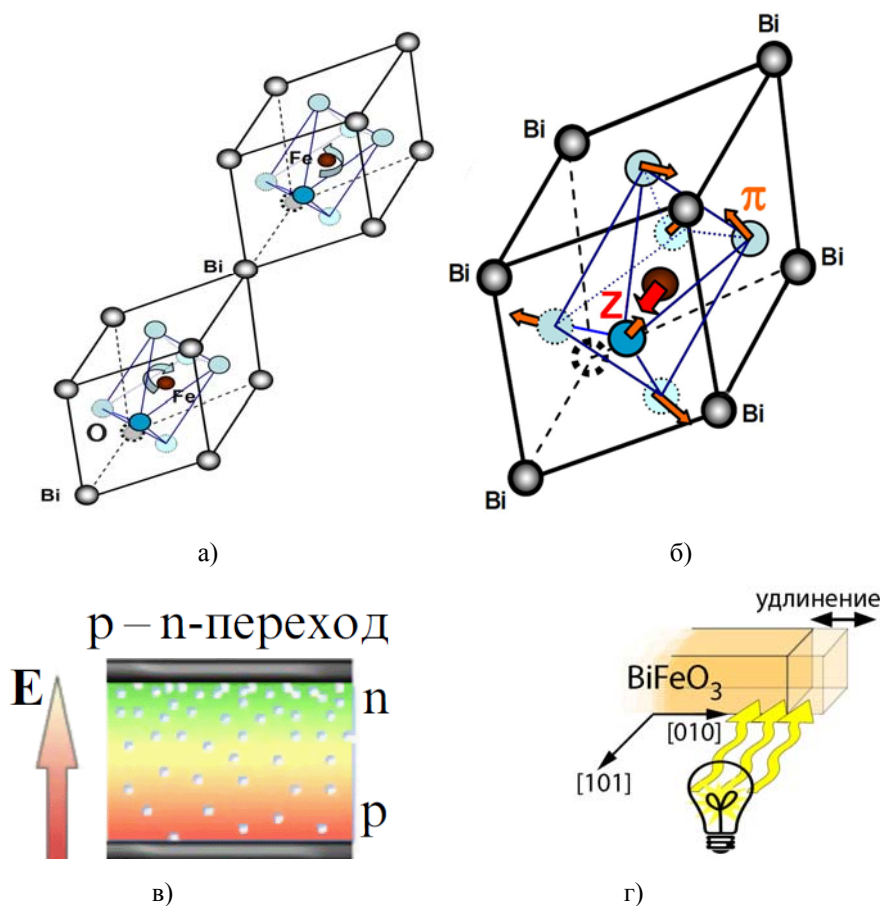 Fe
Bi
Fe
O
Bi
а)
Bi
Bi
π
Bi
Bi
Z
Bi
Bi
б)
p – n-переход
E
n
p
в)
удлинение
BiFeO3
[010]
[101]
г)